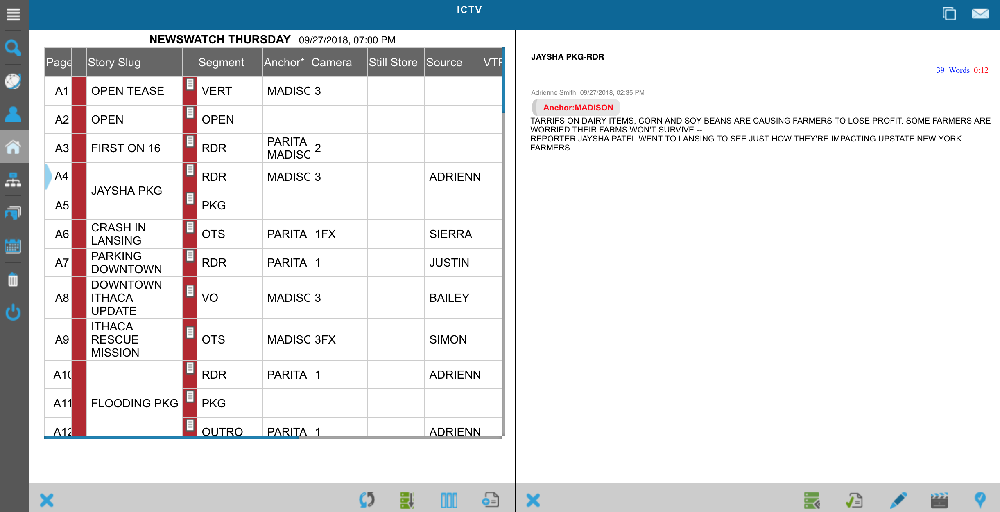 ICTV
NEWSWATCH THURSDAY 09/27/2018, 07:00 PM
Page Story Slug Segment Anchor* Camera Still Store Source
A1 OPEN TEASE VERT MADISO 3
A2 OPEN OPEN
A3 FIRST ON 16 RDR PARITA MADISO 2
A4 JAYSHA PKG RDR MADISO 3 ADRIENN
A5 PKG
A6 CRASH IN LANSING OTS PARITA 1FX SIERRA
A7 PARKING DOWNTOWN RDR PARITA 1 JUSTIN
A8 DOWNTOWN ITHACA UPDATE VO MADISO 3 BAILEY
A9 ITHACA RESCUE MISSION OTS MADISO 3FX SIMON
A10 FLOODING PKG RDR PARITA 1 ADRIENN
A11 PKG
A12 OUTRO PARITA 1 ADRIENN
JAYSHA PKG-RDR
39 Words 0:12
Adrienne Smith 09/27/2018, 02:35 PM
Anchor:MADISON
TARRIFS ON DAIRY ITEMS, CORN AND SOY BEANS ARE CAUSING FARMERS TO LOSE PROFIT. SOME FARMERS ARE
WORRIED THEIR FARMS WON'T SURVIVE --
REPORTER JAYSHA PATEL WENT TO LANSING TO SEE JUST HOW THEY'RE IMPACTING UPSTATE NEW YORK
FARMERS.